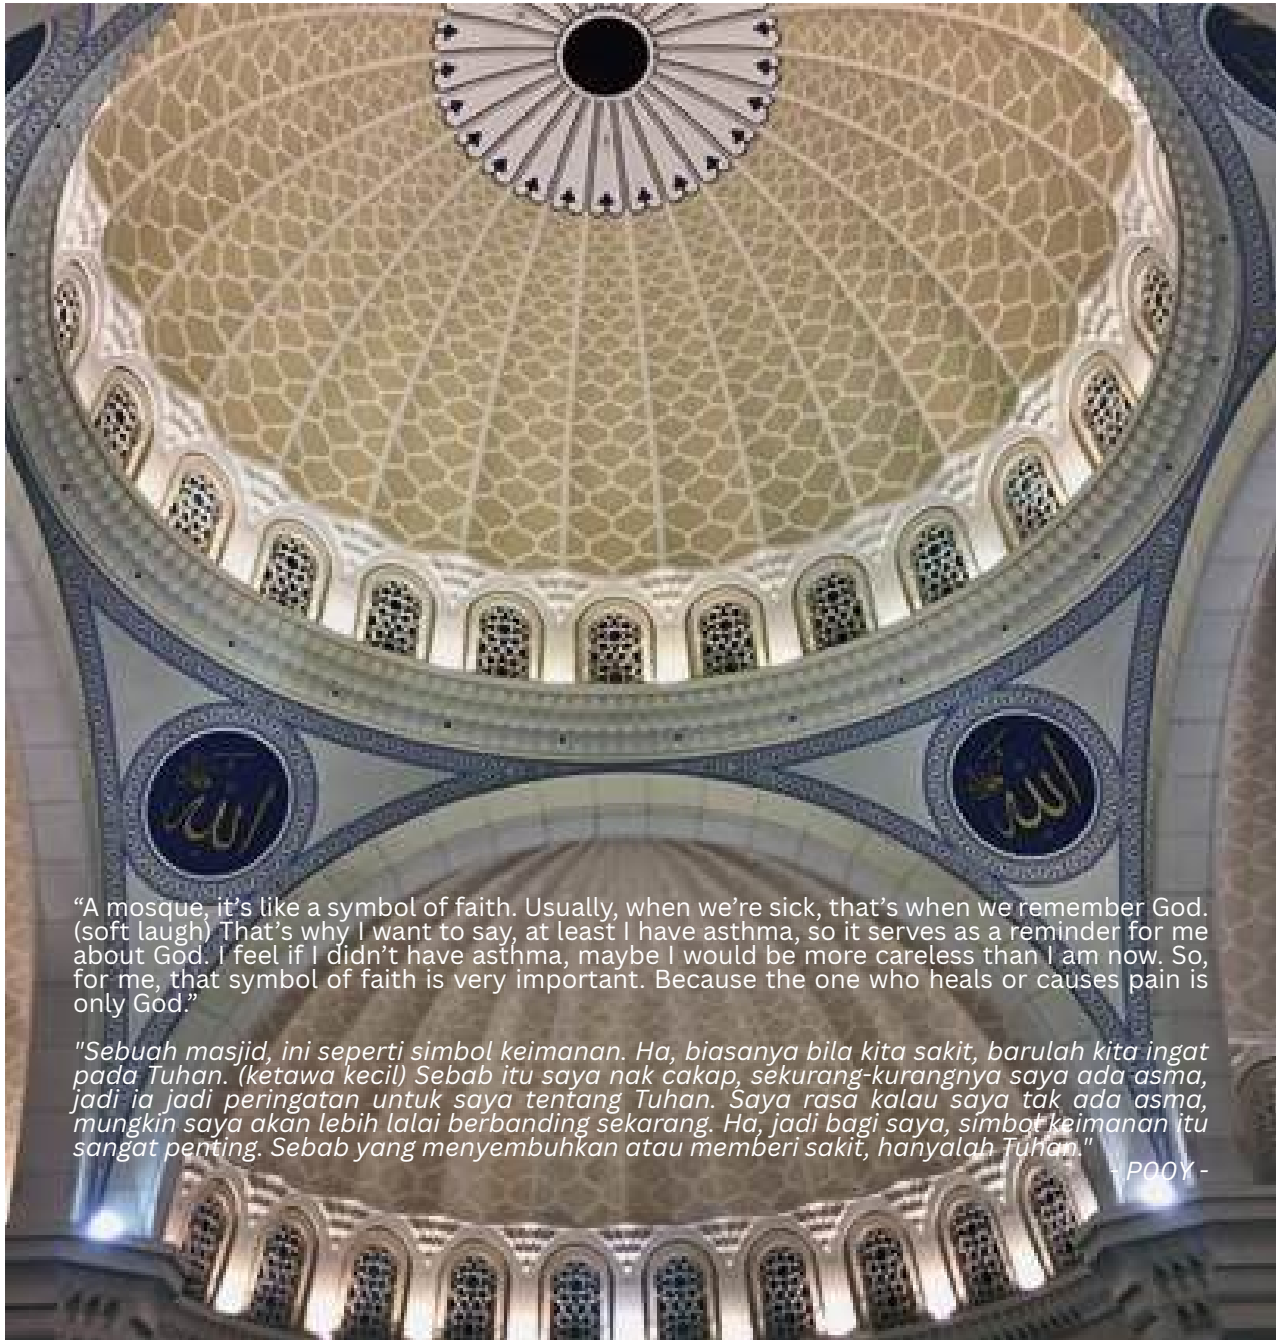 الله
الله
“A mosque, it’s like a symbol of faith. Usually, when we’re sick, that’s when we remember God.
(soft laugh) That’s why I want to say, at least I have asthma, so it serves as a reminder for me
about God. I feel if I didn’t have asthma, maybe I would be more careless than I am now. So,
for me, that symbol of faith is very important. Because the one who heals or causes pain is
only God.”
"Sebuah masjid, ini seperti simbol keimanan. Ha, biasanya bila kita sakit, barulah kita ingat
pada Tuhan. (ketawa kecil) Sebab itu saya nak cakap, sekurang-kurangnya saya ada asma,
jadi ia jadi peringatan untuk saya tentang Tuhan. Saya rasa kalau saya tak ada asma,
mungkin saya akan lebih lalai berbanding sekarang. Ha, jadi bagi saya, simbol keimanan itu
sangat penting. Sebab yang menyembuhkan atau memberi sakit, hanyalah Tuhan."
- P00Y -